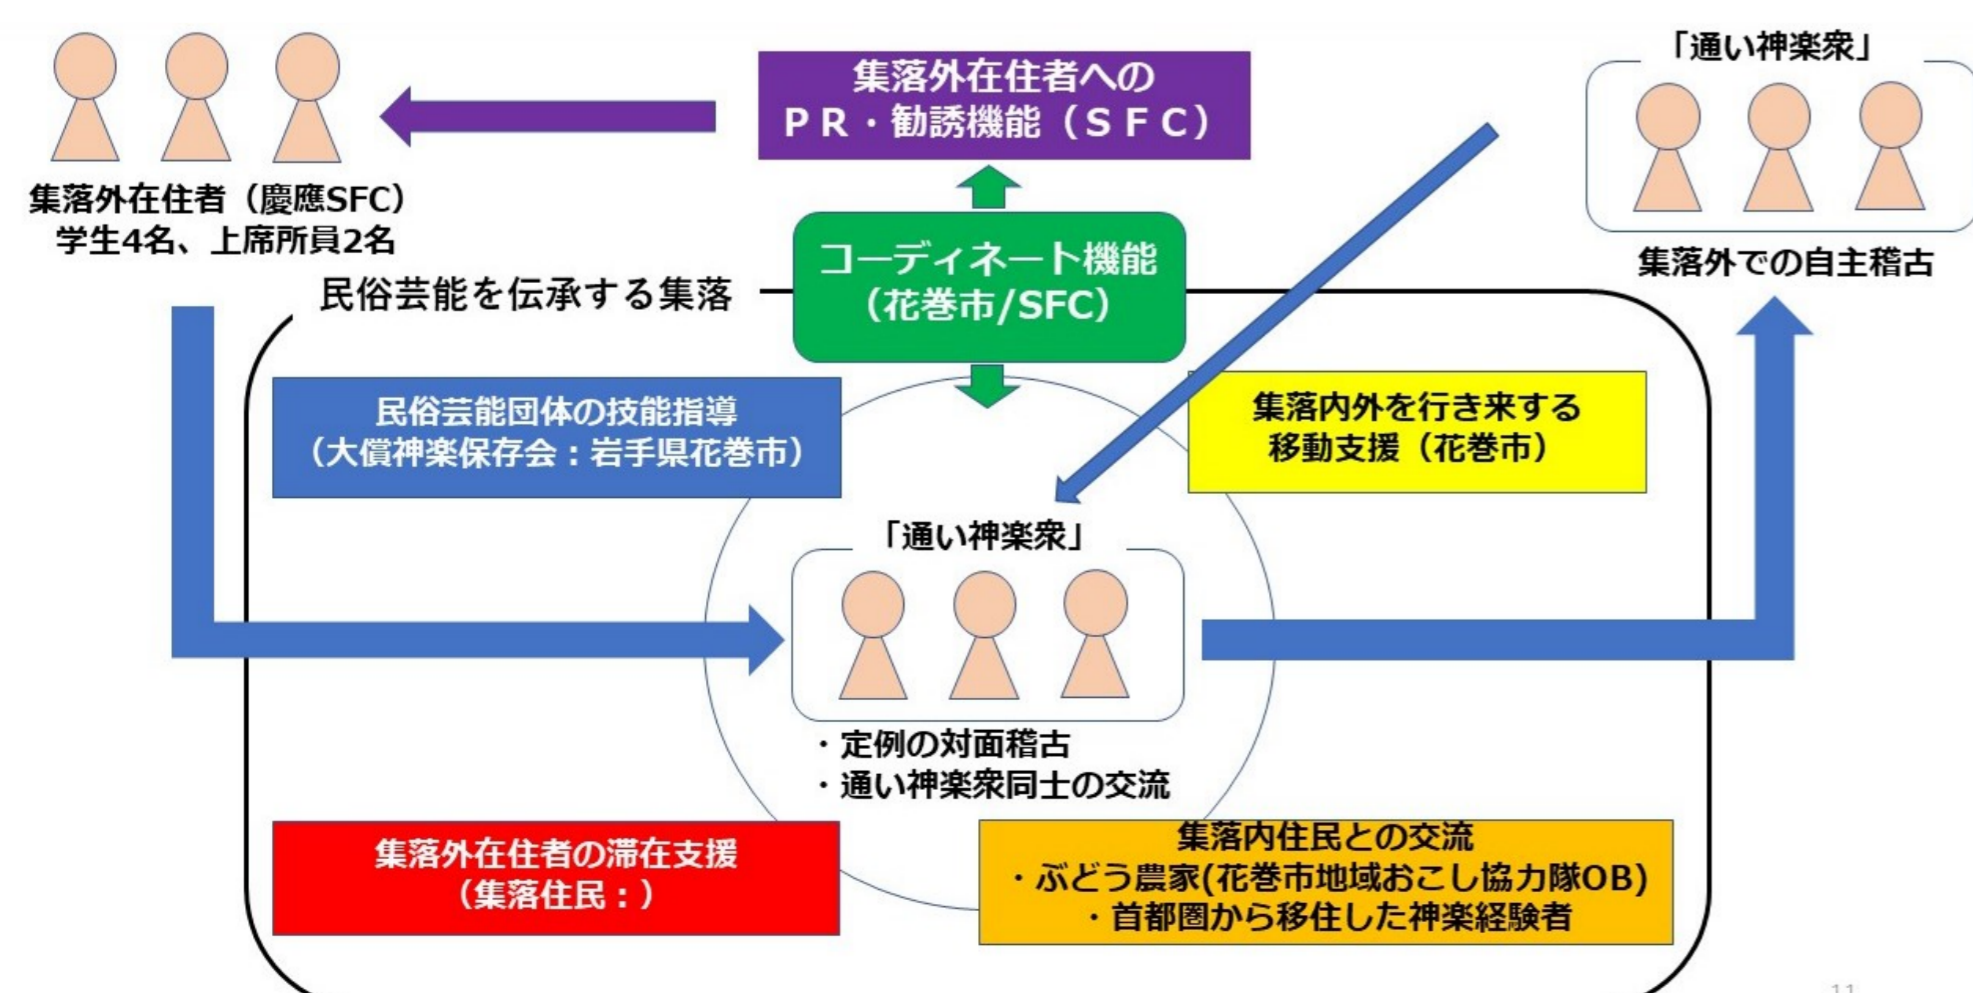 集落外在住者への
ＰＲ・勧誘機能（ＳＦＣ）
「通い神楽衆」
集落外在住者（慶應SFC）
学生4名、上席所員2名
コーディネート機能
（花巻市/SFC）
集落外での自主稽古
民俗芸能を伝承する集落
民俗芸能団体の技能指導
（大償神楽保存会：岩手県花巻市）
集落内外を行き来する
移動支援（花巻市）
「通い神楽衆」
・定例の対面稽古
・通い神楽衆同士の交流
集落外在住者の滞在支援
（集落住民：）
集落内住民との交流
・ぶどう農家(花巻市地域おこし協力隊OB)
・首都圏から移住した神楽経験者
11